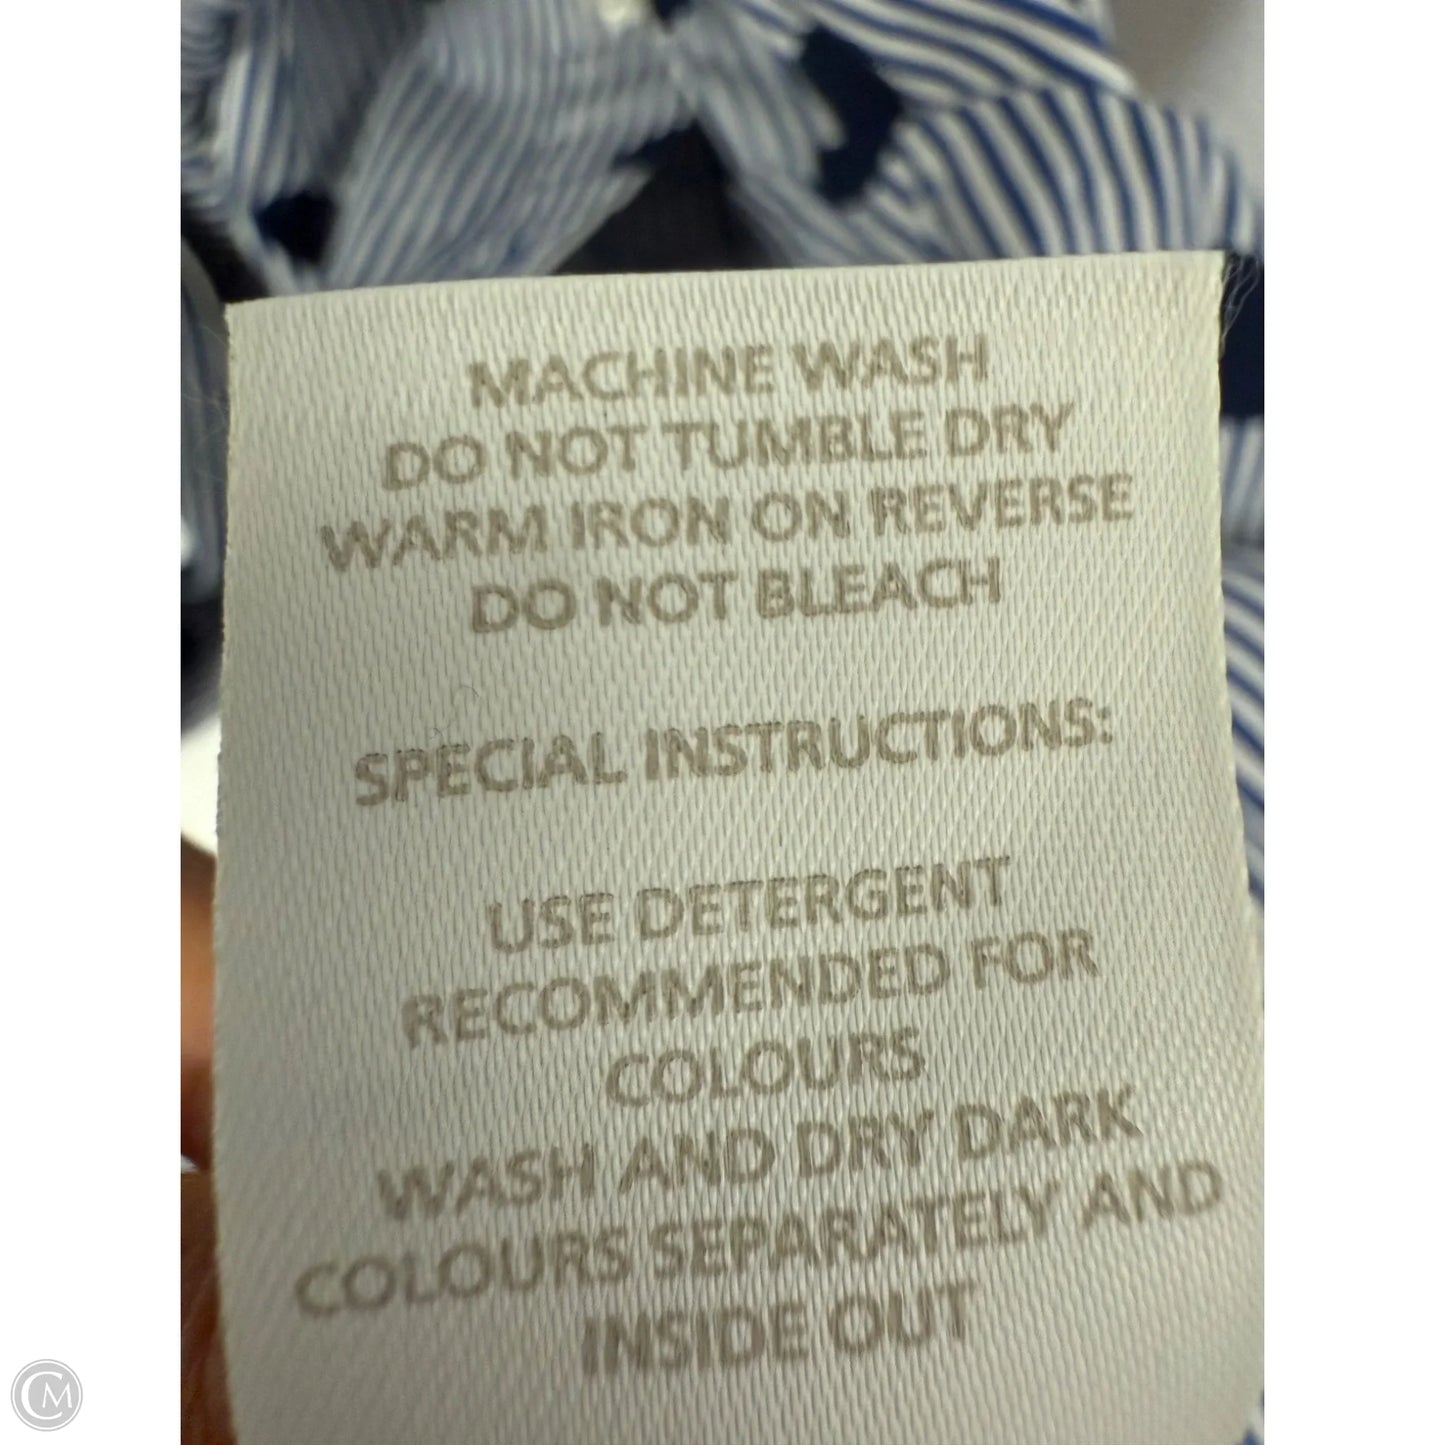 MACHINE WASH
DO NOT TUMBLE DRY
WARM IRON ON REVERSE
DO NOT BLEACH
SPECIAL INSTRUCTIONS:
USE DETERGENT
RECOMMENDED FOR
COLOURS
WASH AND DRY DARK
COLOURS SEPARATELY AND
INSIDE OUT
CM